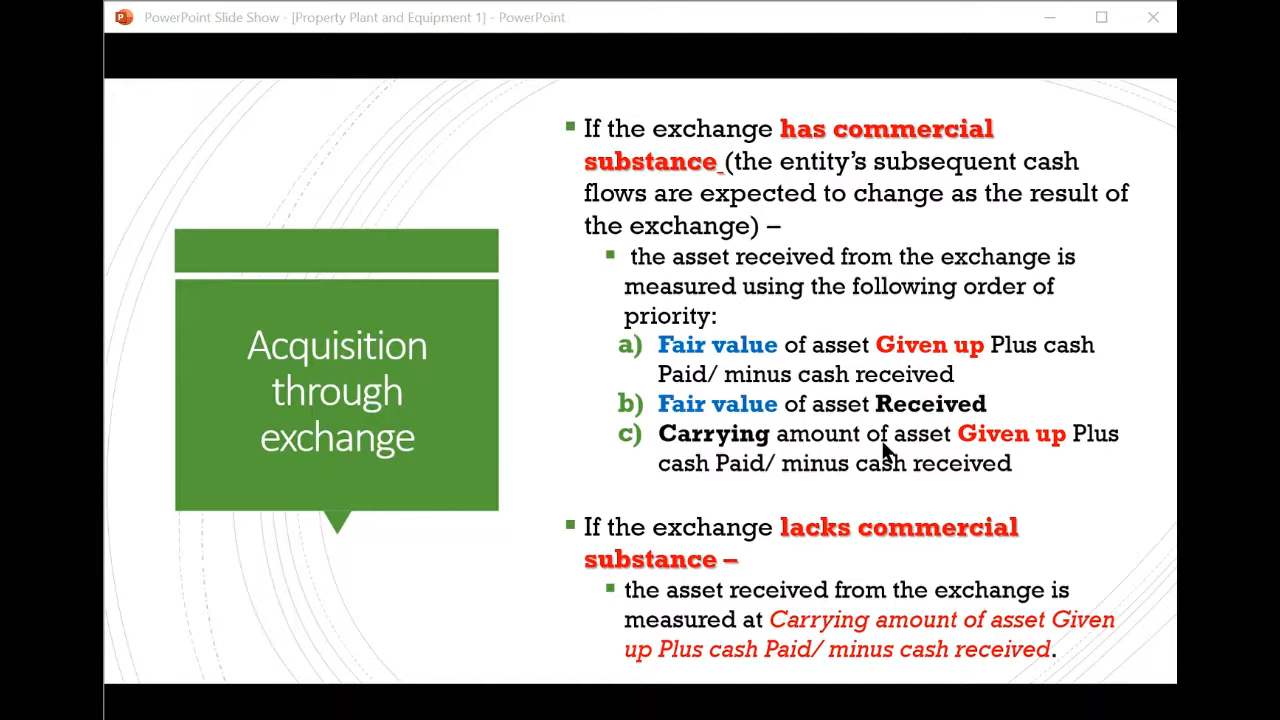 PowerPoint Slide Show - [Property Plant and Equipment 1] - PowerPoint
Acquisition
through
exchange
If the exchange has commercial
substance (the entity’s subsequent cash
flows are expected to change as the result of
the exchange) –
the asset received from the exchange is
measured using the following order of
priority:
a) Fair value of asset Given up Plus cash
Paid/ minus cash received
b) Fair value of asset Received
c) Carrying amount of asset Given up Plus
cash Paid/ minus cash received
If the exchange lacks commercial
substance –
the asset received from the exchange is
measured at Carrying amount of asset Given
up Plus cash Paid/ minus cash received.